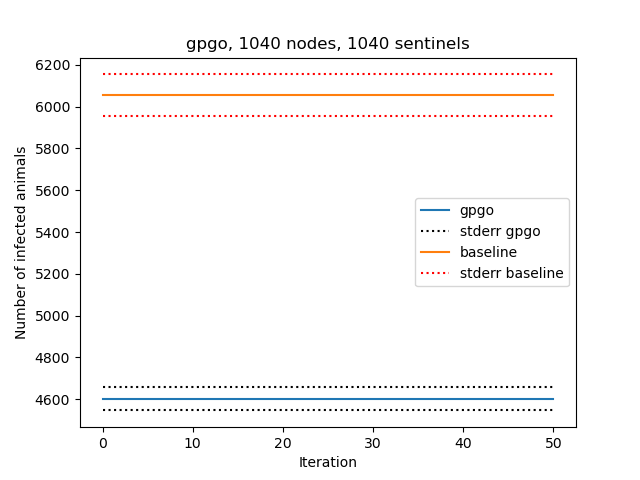 gpgo, 1040 nodes, 1040 sentinels
6200
6000
5800
5600
5400
5200
5000
4800
4600
Number of infected animals
gpgo
stderr gpgo
baseline
stderr baseline
0 10 20 30 40 50
Iteration